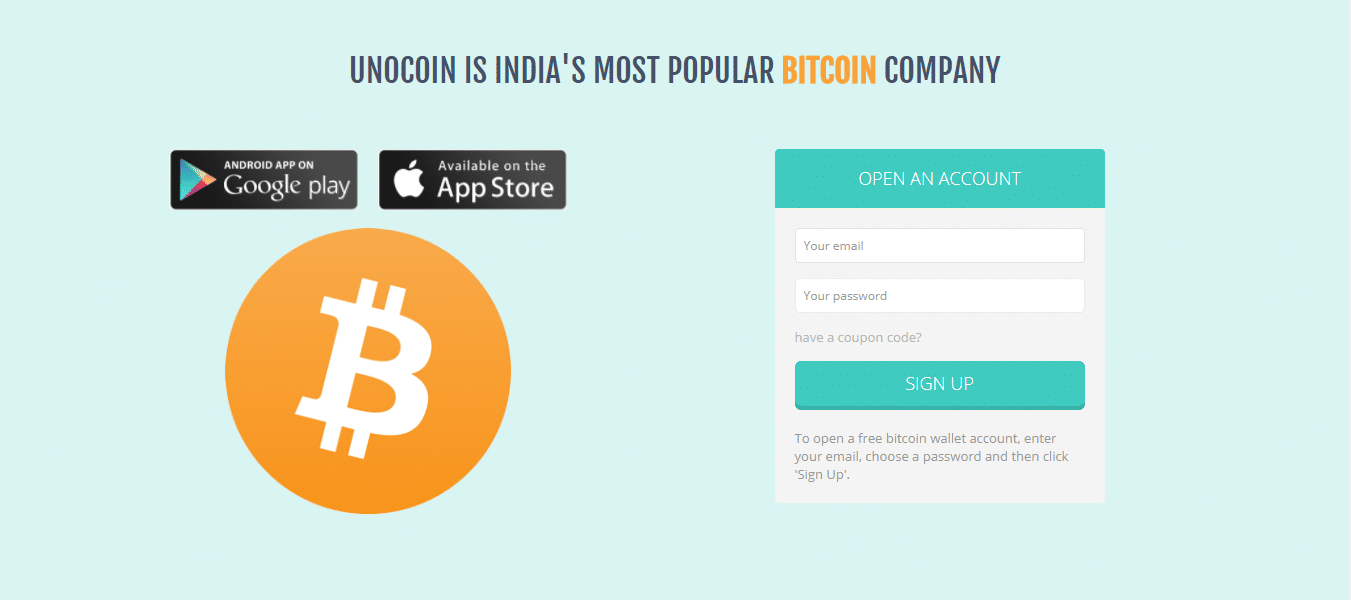 UNOCOIN IS INDIA'S MOST POPULAR BITCOIN COMPANY
ANDROID APP ON
Google play
Available on the
App Store
OPEN AN ACCOUNT
Your email
Your password
have a coupon code?
SIGN UP
To open a free bitcoin wallet account, enter
your email, choose a password and then click
'Sign Up'.